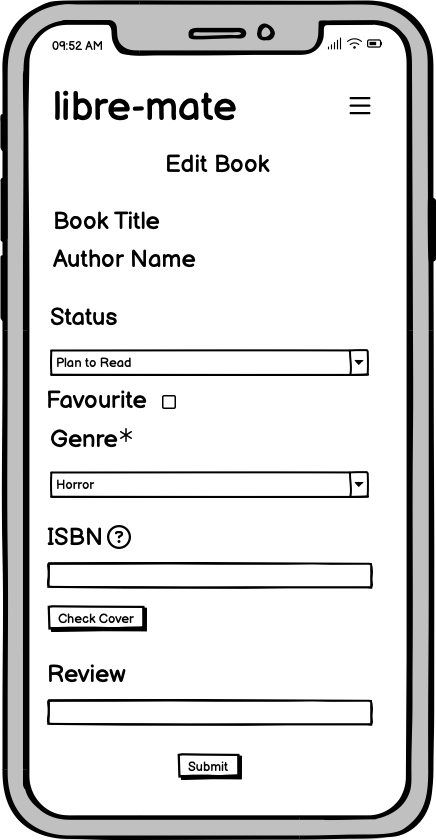 09:52 AM
libre-mate
Edit Book
Book Title
Author Name
Status
Plan to Read
Favourite
Genre*
Horror
ISBN ?
Check Cover
Review
Submit